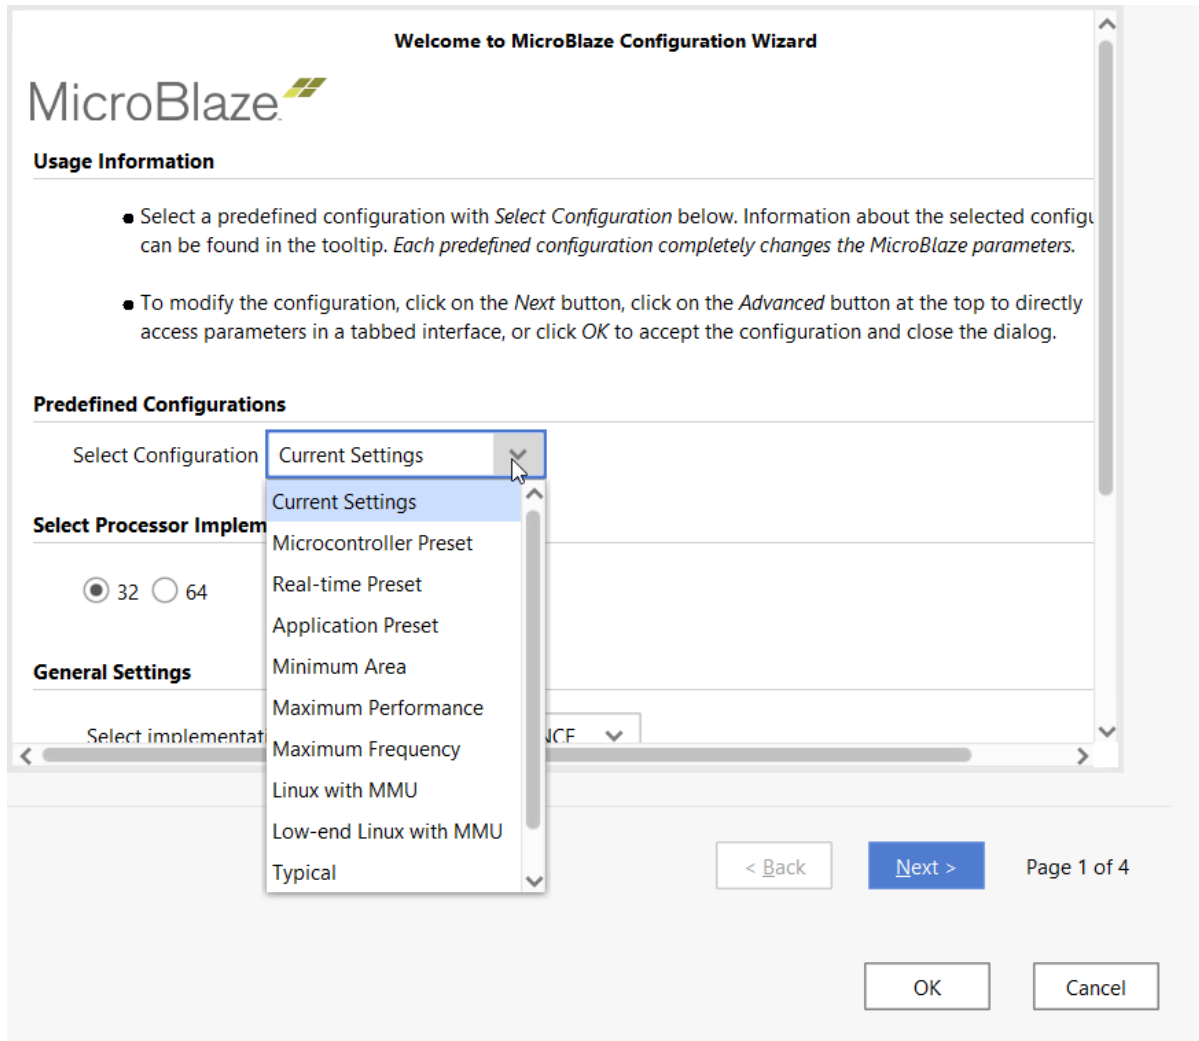 Welcome to MicroBlaze Configuration Wizard
MicroBlaze
Usage Information
Select a predefined configuration with Select Configuration below. Information about the selected configu
can be found in the tooltip. Each predefined configuration completely changes the MicroBlaze parameters.
To modify the configuration, click on the Next button, click on the Advanced button at the top to directly
access parameters in a tabbed interface, or click OK to accept the configuration and close the dialog.
Predefined Configurations
Select Configuration Current Settings
Current Settings
Select Processor Implem
Microcontroller Preset
Real-time Preset
32 64
Application Preset
Minimum Area
General Settings
Maximum Performance
Select implementati NCE
Maximum Frequency
Linux with MMU
Low-end Linux with MMU
Typical
< Back Next > Page 1 of 4
OK Cancel